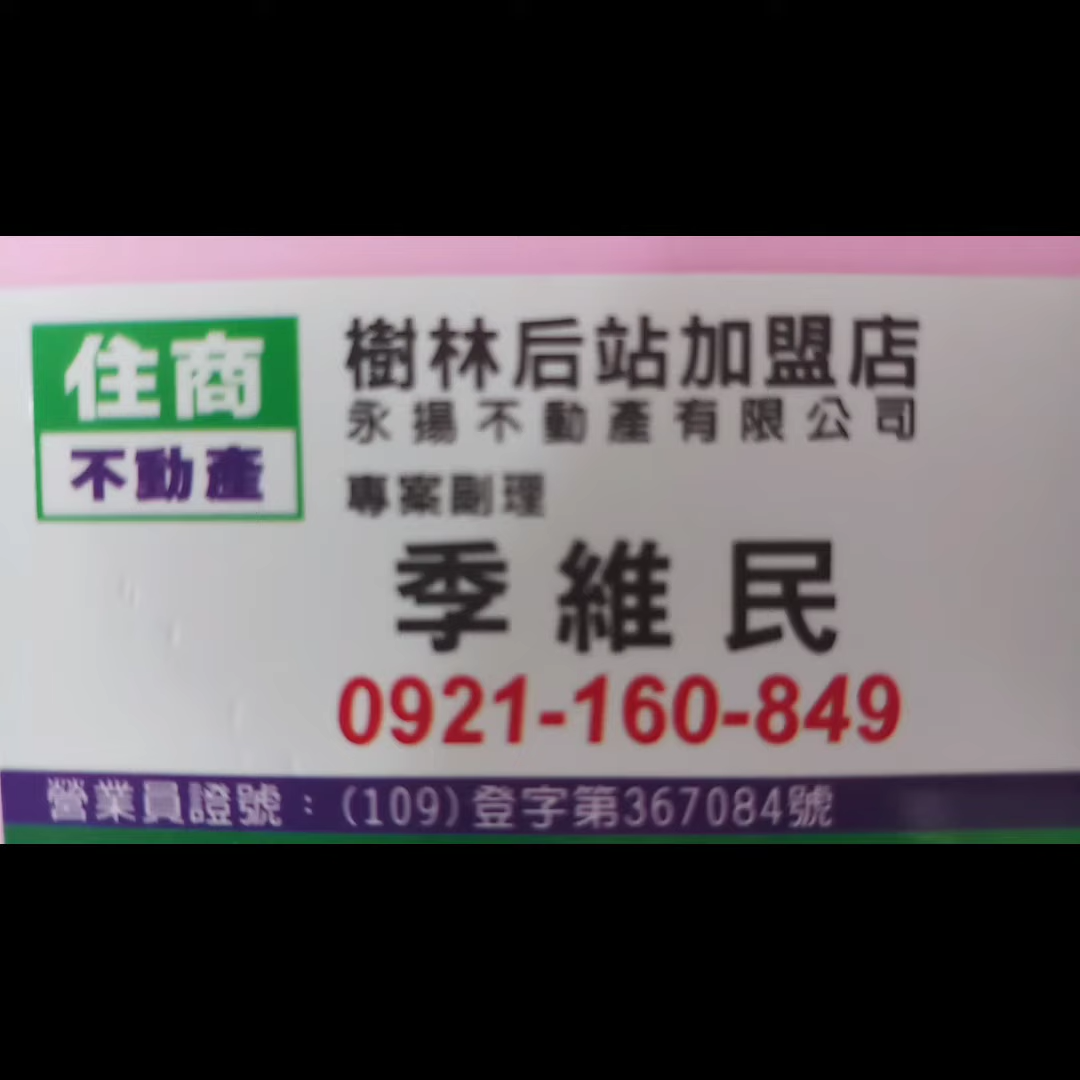 住商
不動產
樹林后站加盟店
永揚不動產有限公司
專案副理
季維民
0921-160-849
營業員證號：(109)登字第367084號